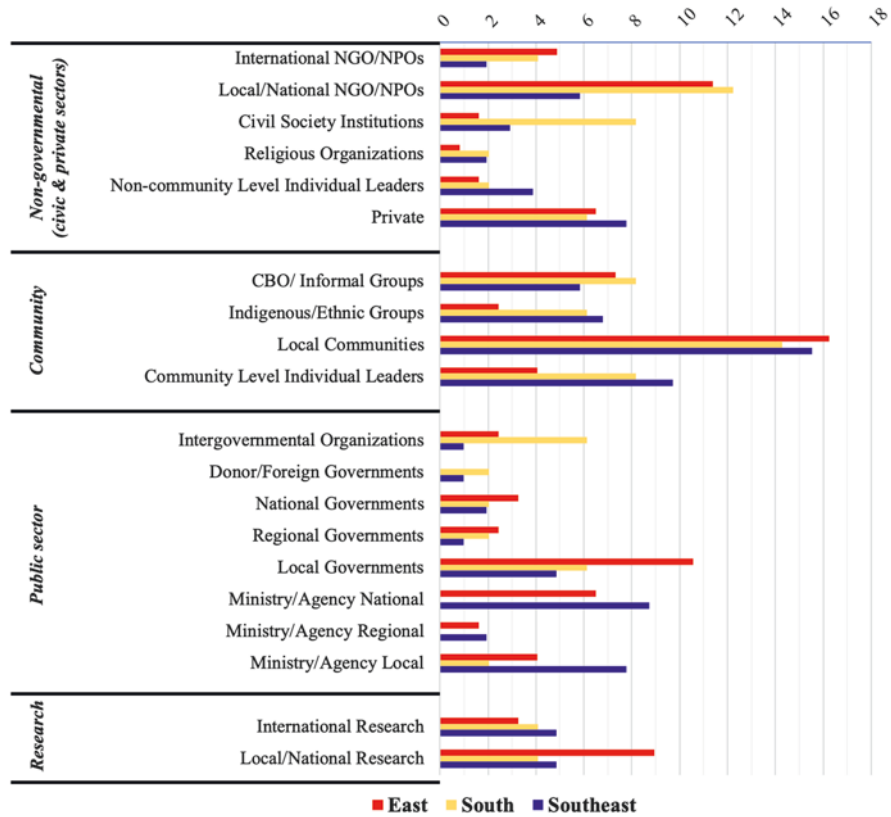 0 2 4 6 8 10 12 14 16 18
Non-governmental
(civic & private sectors)
International NGO/NPOs
Local/National NGO/NPOs
Civil Society Institutions
Religious Organizations
Non-community Level Individual Leaders
Private
Community
CBO/ Informal Groups
Indigenous/Ethnic Groups
Local Communities
Community Level Individual Leaders
Public sector
Intergovernmental Organizations
Donor/Foreign Governments
National Governments
Regional Governments
Local Governments
Ministry/Agency National
Ministry/Agency Regional
Ministry/Agency Local
Research
International Research
Local/National Research
East South Southeast